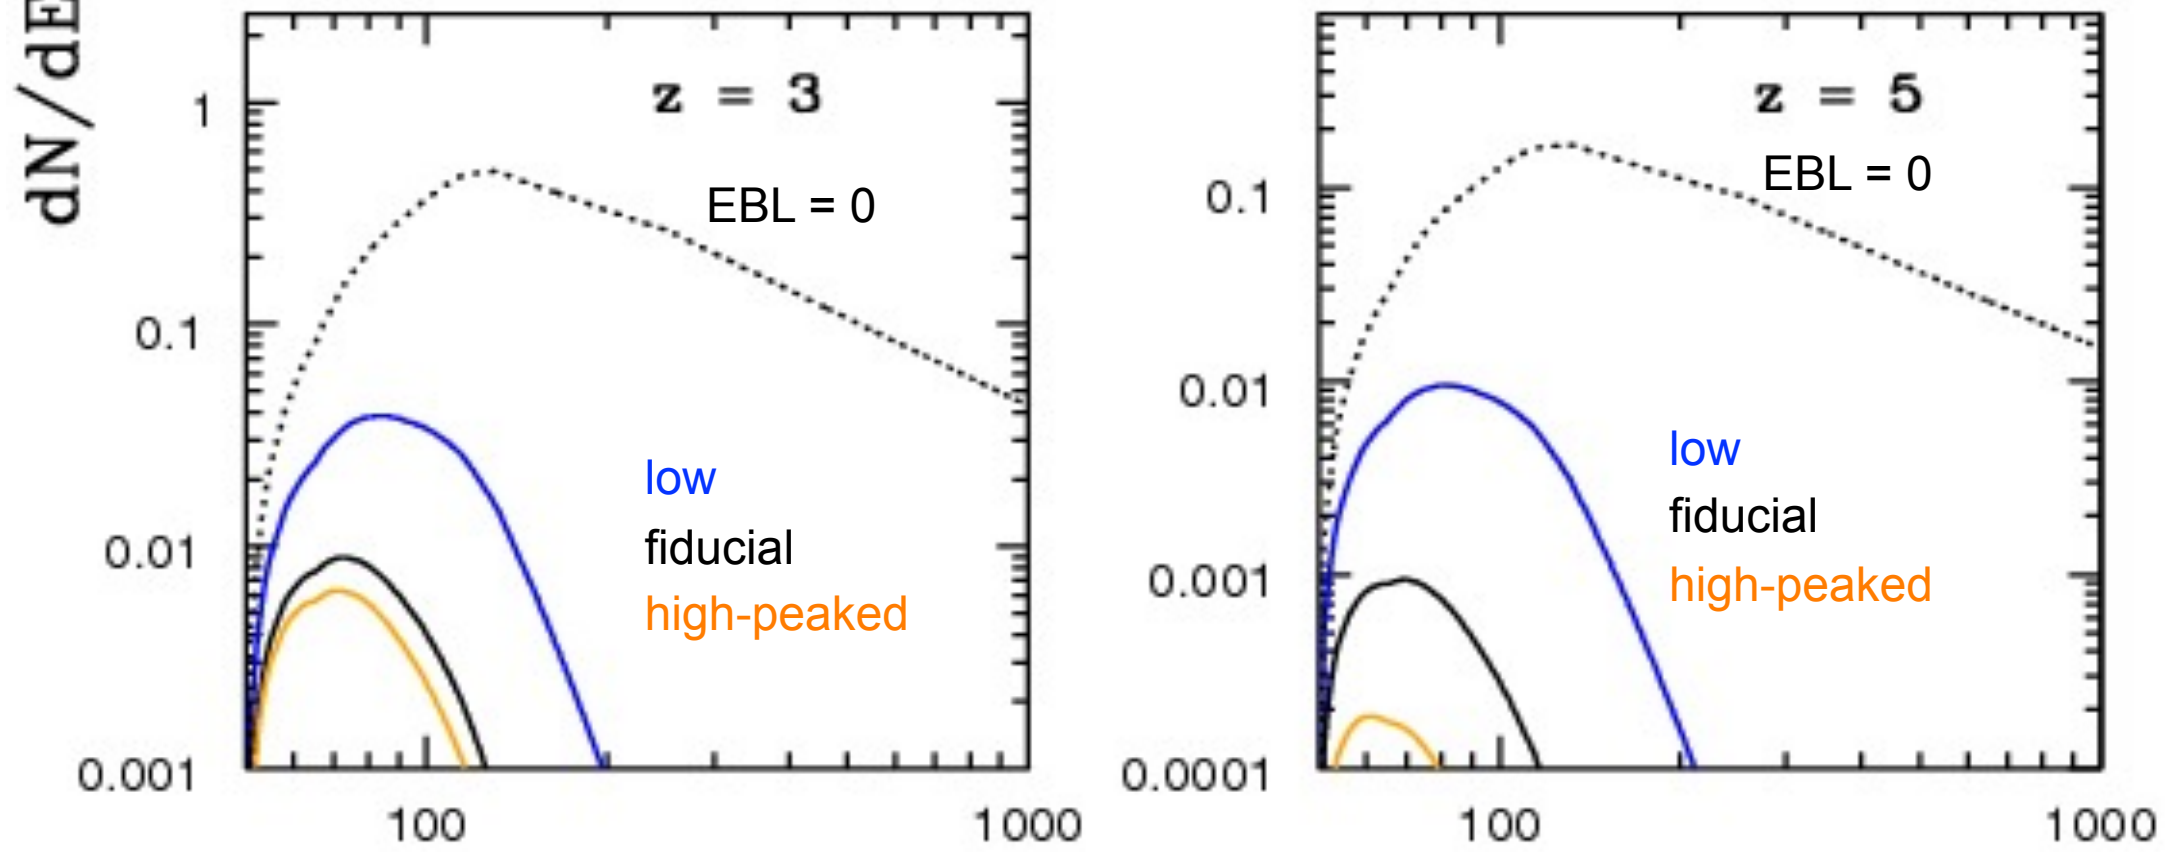 dN/dE
z = 3
EBL = 0
low
fiducial
high-peaked
1
0.1
0.01
0.001
100
1000
z = 5
EBL = 0
low
fiducial
high-peaked
0.1
0.01
0.001
0.0001
100
1000